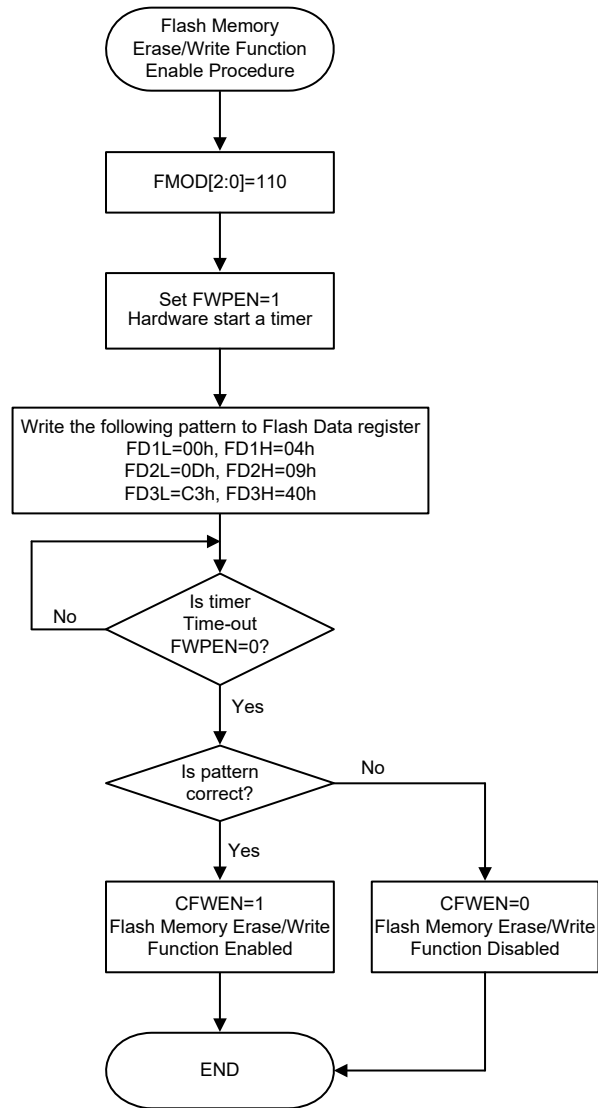 Flash Memory
Erase/Write Function
Enable Procedure
FMOD[2:0]=110
Set FWPEN=1
Hardware start a timer
Write the following pattern to Flash Data register
FD1L=00h, FD1H=04h
FD2L=0Dh, FD2H=09h
FD3L=C3h, FD3H=40h
Is timer
Time-out
FWPEN=0?
No
Yes
Is pattern
correct?
No
Yes
CFWEN=1
Flash Memory Erase/Write
Function Enabled
CFWEN=0
Flash Memory Erase/Write
Function Disabled
END